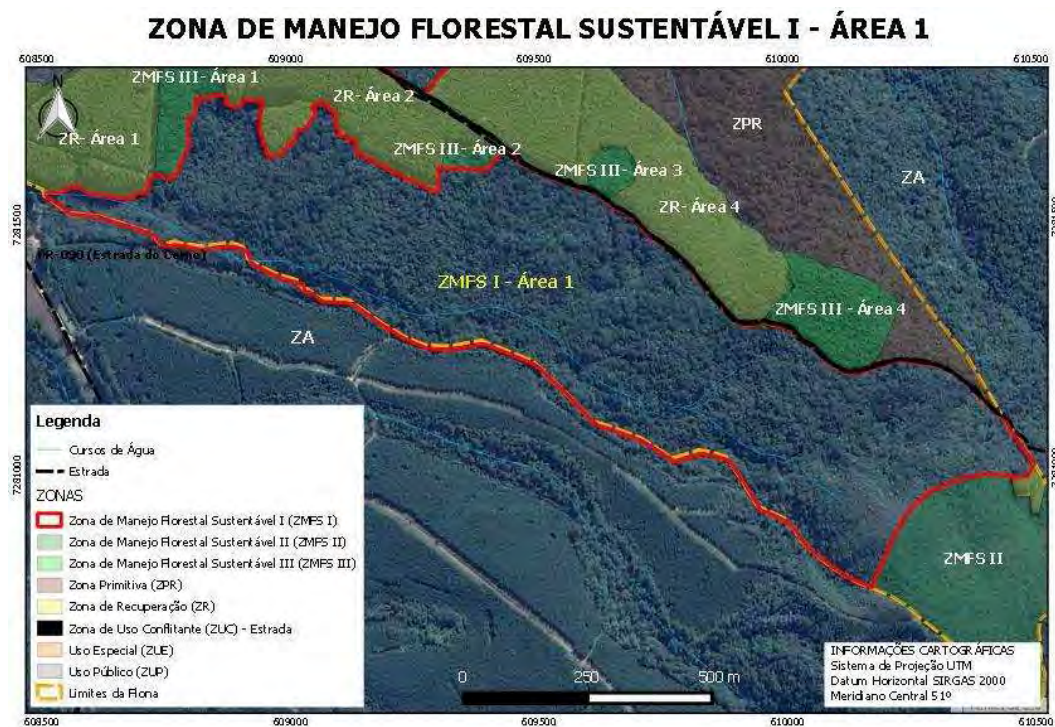 ZONA DE MANEJO FLORESTAL SUSTENTÁVEL I - ÁREA 1
608500 609000 609500 610000 610500
N
ZMFS III- Área 1
ZR- Área 2
ZR- Área 1
ZMFS III- Área 2
ZPR
ZMFS III- Área 3
ZA
ZR- Área 4
7281500
7281500
PR-090 (Estrada do Cerne)
ZMFS I - Área 1
ZMFS III - Área 4
ZA
7281000
7281000
ZMFS II
Legenda
Cursos de Água
Estrada
ZONAS
Zona de Manejo Florestal Sustentável I (ZMFS I)
Zona de Manejo Florestal Sustentável II (ZMFS II)
Zona de Manejo Florestal Sustentável III (ZMFS III)
Zona Primitiva (ZPR)
Zona de Recuperação (ZR)
Zona de Uso Conflitante (ZUC) - Estrada
Uso Especial (ZUE)
Uso Público (ZUP)
Limites da Flona
0 250 500 m
INFORMAÇÕES CARTOGRÁFICAS
Sistema de Projeção UTM
Datum Horizontal SIRGAS 2000
Meridiano Central 51º
608500 609000 609500 610000 610500